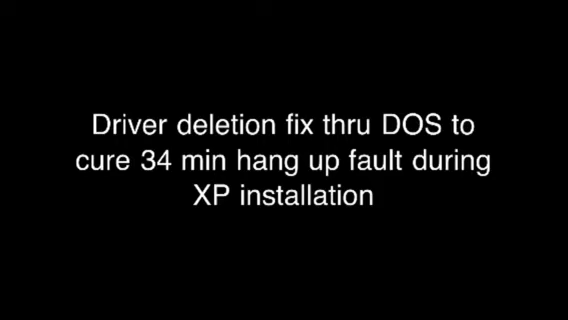 Driver deletion fix thru DOS to
cure 34 min hang up fault during
XP installation